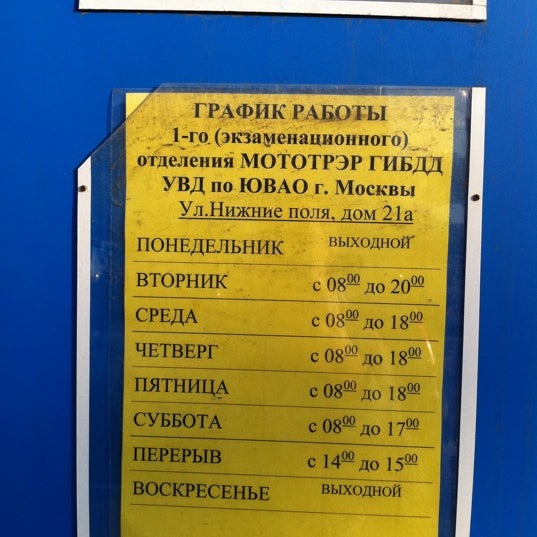 ГРАФИК РАБОТЫ
1-го (экзаменационного)
отделения МОТОТРЭР ГИБДД
УВД по ЮВАО г. Москвы
Ул.Нижние поля, дом 21а
ПОНЕДЕЛЬНИК ВЫХОДНОЙ
ВТОРНИК с 08⁰⁰ до 20⁰⁰
СРЕДА с 08⁰⁰ до 18⁰⁰
ЧЕТВЕРГ с 08⁰⁰ до 18⁰⁰
ПЯТНИЦА с 08⁰⁰ до 18⁰⁰
СУББОТА с 08⁰⁰ до 17⁰⁰
ПЕРЕРЫВ с 14⁰⁰ до 15⁰⁰
ВОСКРЕСЕНЬЕ ВЫХОДНОЙ